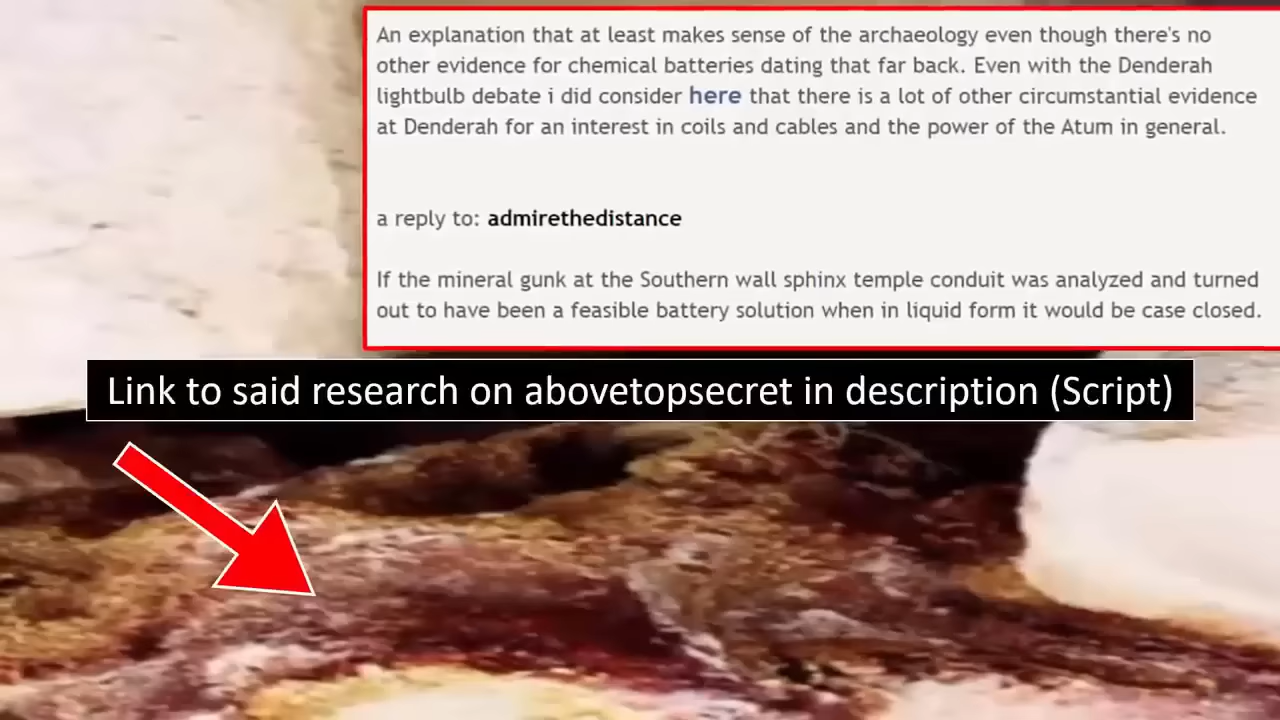 An explanation that at least makes sense of the archaeology even though there's no
other evidence for chemical batteries dating that far back. Even with the Denderah
lightbulb debate i did consider here that there is a lot of other circumstantial evidence
at Denderah for an interest in coils and cables and the power of the Atum in general.
a reply to: admirethedistance
If the mineral gunk at the Southern wall sphinx temple conduit was analyzed and turned
out to have been a feasible battery solution when in liquid form it would be case closed.
Link to said research on abovetopsecret in description (Script)